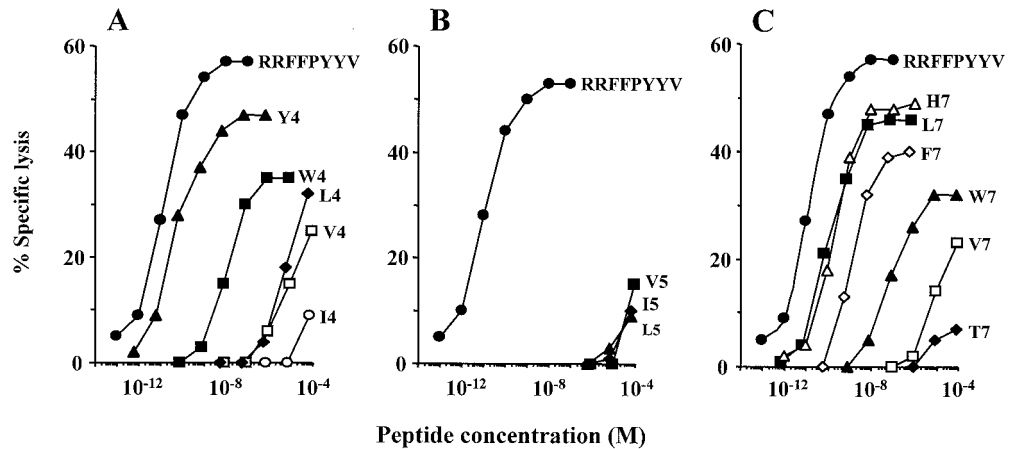 A
B
C
% Specific lysis
60
40
20
0
RRFFPYYV
Y4
W4
L4
V4
I4
10-12
10-8
10-4
60
40
20
0
RRFFPYYV
V5
I5
L5
10-12
10-8
10-4
60
40
20
0
RRFFPYYV
H7
L7
F7
W7
V7
T7
10-12
10-8
10-4
Peptide concentration (M)